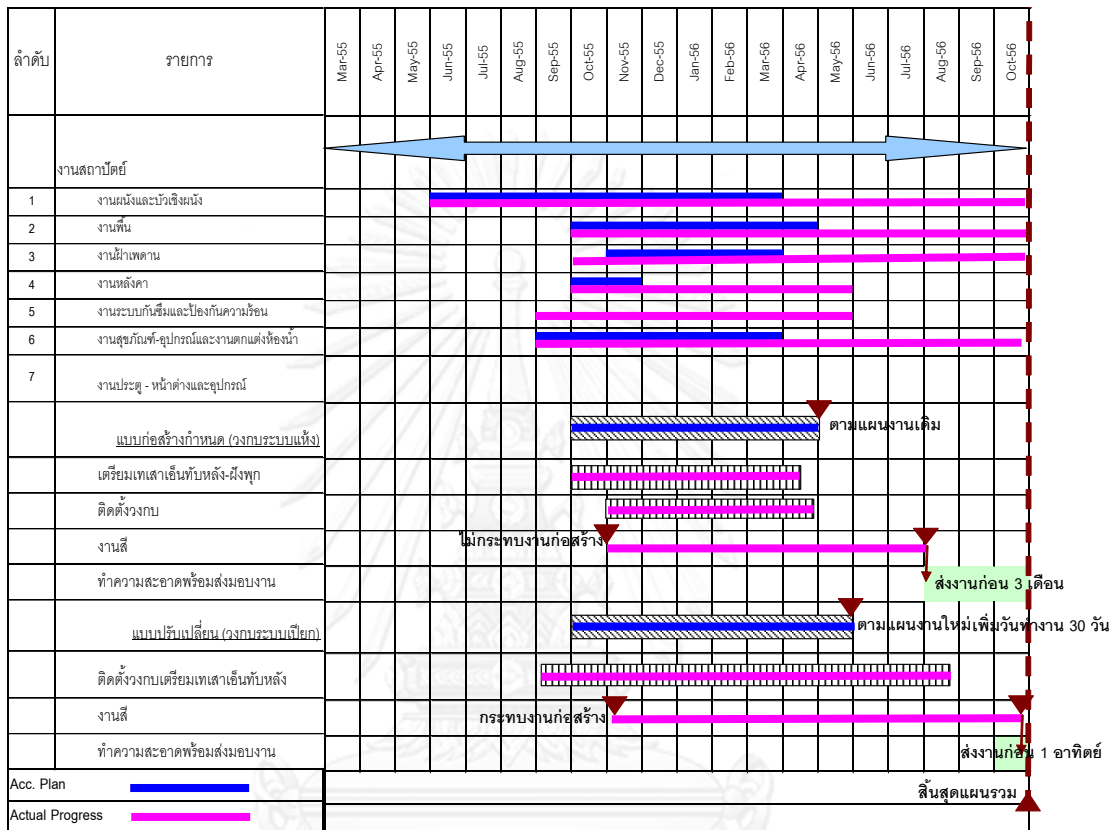 ลำดับ
รายการ
Mar-55
Apr-55
May-55
Jun-55
Jul-55
Aug-55
Sep-55
Oct-55
Nov-55
Dec-55
Jan-56
Feb-56
Mar-56
Apr-56
May-56
Jun-56
Jul-56
Aug-56
Sep-56
Oct-56
งานสถาปัตย์
1 งานผนังและบัวเชิงผนัง
2 งานพื้น
3 งานฝ้าเพดาน
4 งานหลังคา
5 งานระบบกันซึมและป้องกันความร้อน
6 งานสุขภัณฑ์-อุปกรณ์และงานตกแต่งห้องน้ำ
7 งานประตู - หน้าต่างและอุปกรณ์
แบบก่อสร้างกำหนด (วงกบระบบแห้ง)
ตามแผนงานเดิม
เตรียมเทเสาเอ็นทับหลัง-ฝังพุก
ติดตั้งวงกบ
งานสี
ไม่กระทบงานก่อสร้าง
ทำความสะอาดพร้อมส่งมอบงาน
ส่งงานก่อน 3 เดือน
แบบปรับเปลี่ยน (วงกบระบบเปียก)
ตามแผนงานใหม่เพิ่มวันทำงาน 30 วัน
ติดตั้งวงกบเตรียมเทเสาเอ็นทับหลัง
งานสี
กระทบงานก่อสร้าง
ทำความสะอาดพร้อมส่งมอบงาน
ส่งงานก่อน 1 อาทิตย์
Acc. Plan
สิ้นสุดแผนรวม
Actual Progress